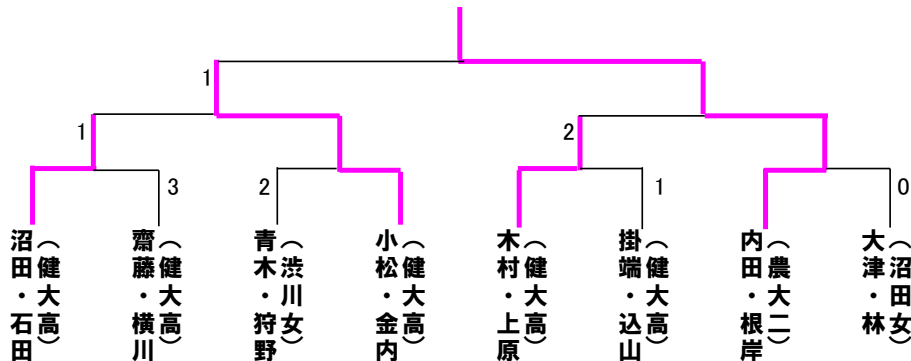 1
1
2
3
2
1
0
沼田・石田
(健大高)
齋藤・横川
(健大高)
青木・狩野
(渋川女)
小松・金内
(健大高)
木村・上原
(健大高)
掛端・込山
(健大高)
内田・根岸
(農大二)
大津・林
(沼田女)